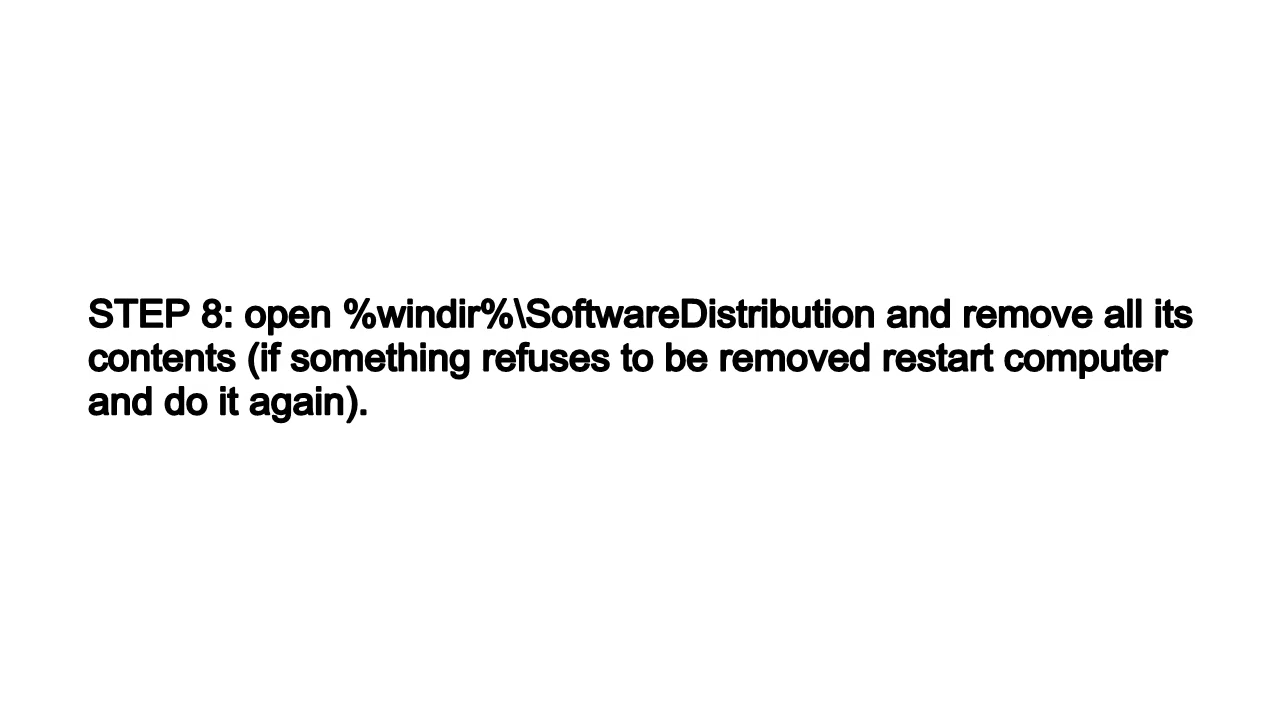 STEP 8: open %windir%\SoftwareDistribution and remove all its
contents (if something refuses to be removed restart computer
and do it again).